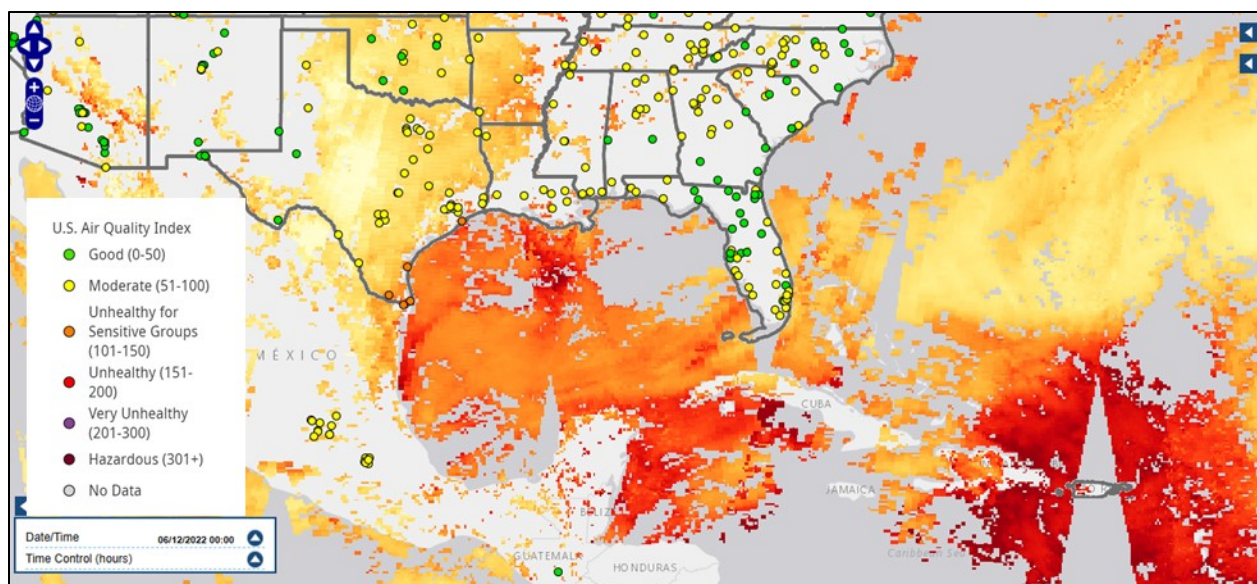 U.S. Air Quality Index
Good (0-50)
Moderate (51-100)
Unhealthy for
Sensitive Groups
(101-150)
Unhealthy (151-
200)
Very Unhealthy
(201-300)
Hazardous (301+)
No Data
Date/Time 06/12/2022 00:00
Time Control (hours)
MÉXICO
CUBA
JAMAICA
GUATEMALA
HONDURAS
Caribbean Sea